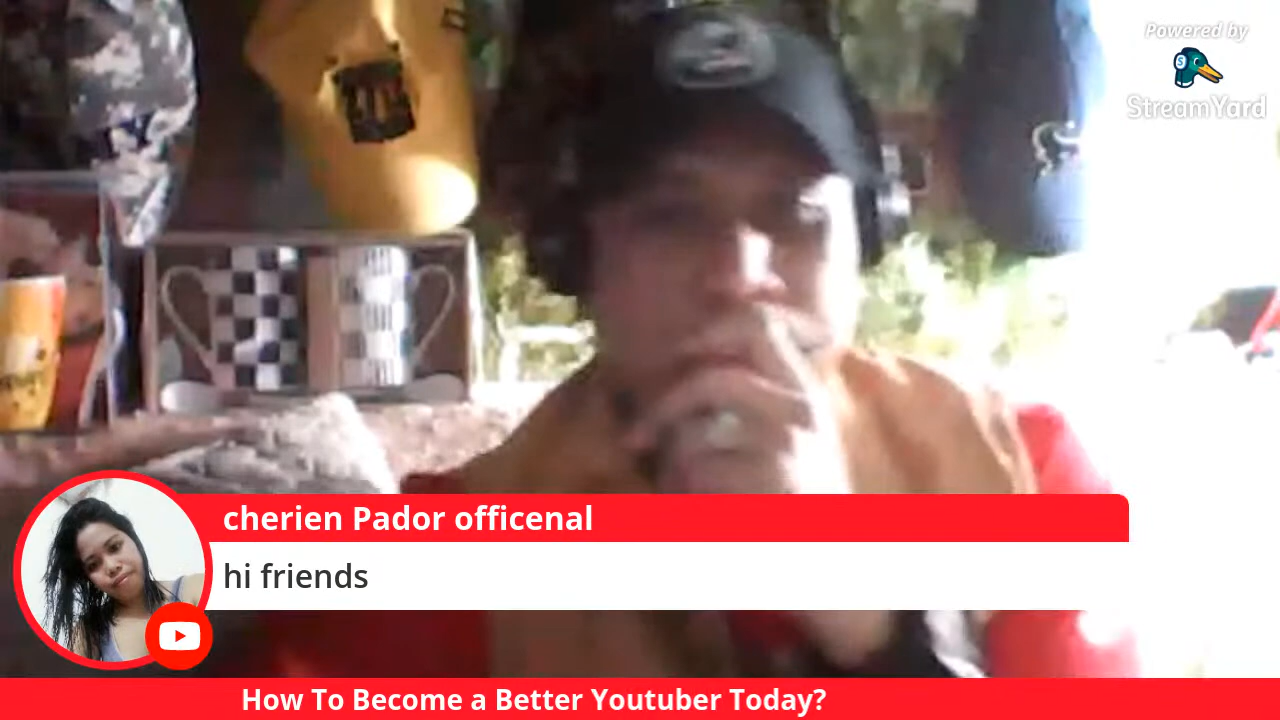 Powered by
StreamYard
cherien Pador officenal
hi friends
How To Become a Better Youtuber Today?